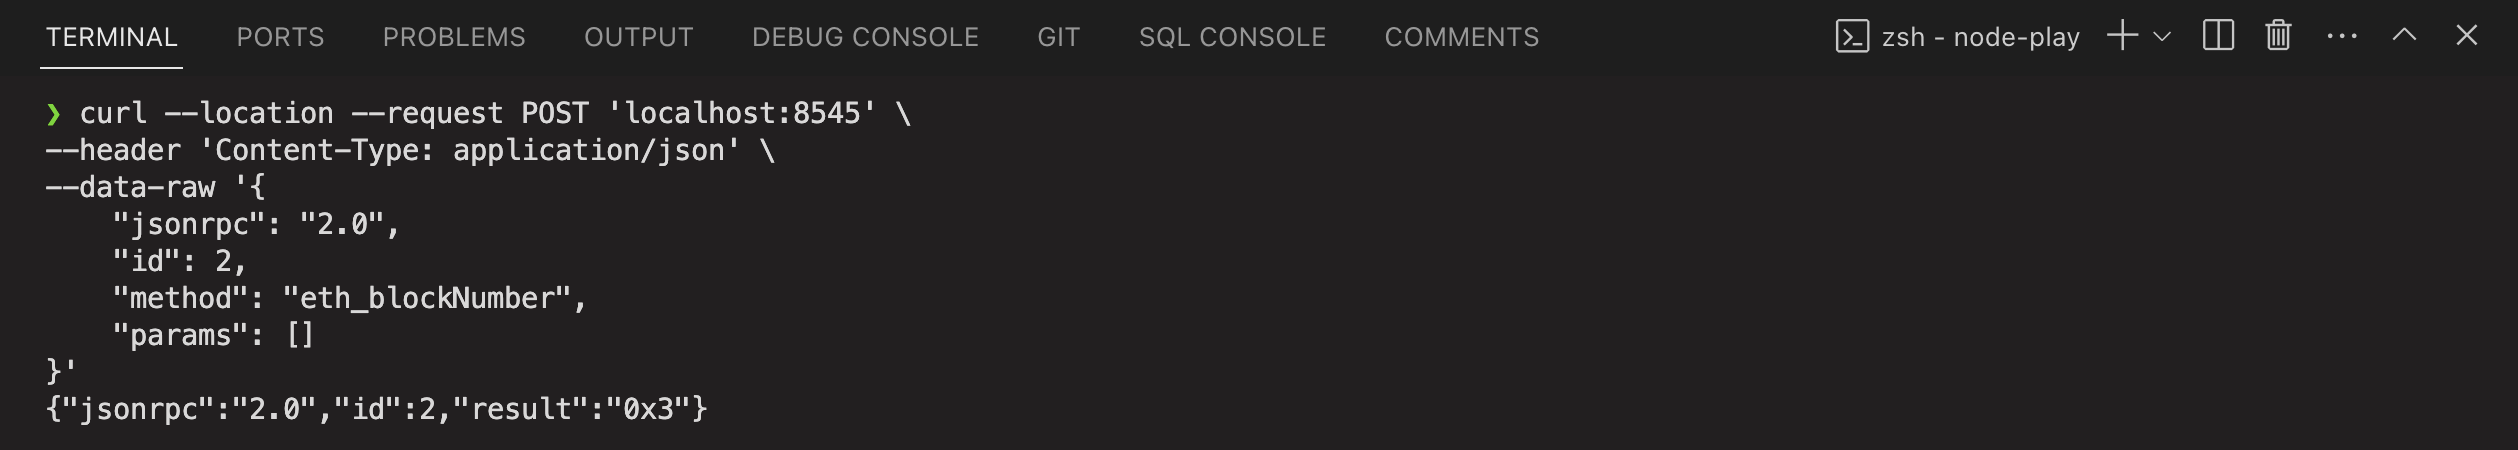 TERMINAL PORTS PROBLEMS OUTPUT DEBUG CONSOLE GIT SQL CONSOLE COMMENTS zsh - node-play
❯ curl --location --request POST 'localhost:8545' \
--header 'Content-Type: application/json' \
--data-raw '{
    "jsonrpc": "2.0",
    "id": 2,
    "method": "eth_blockNumber",
    "params": []
}'
{"jsonrpc":"2.0","id":2,"result":"0x3"}